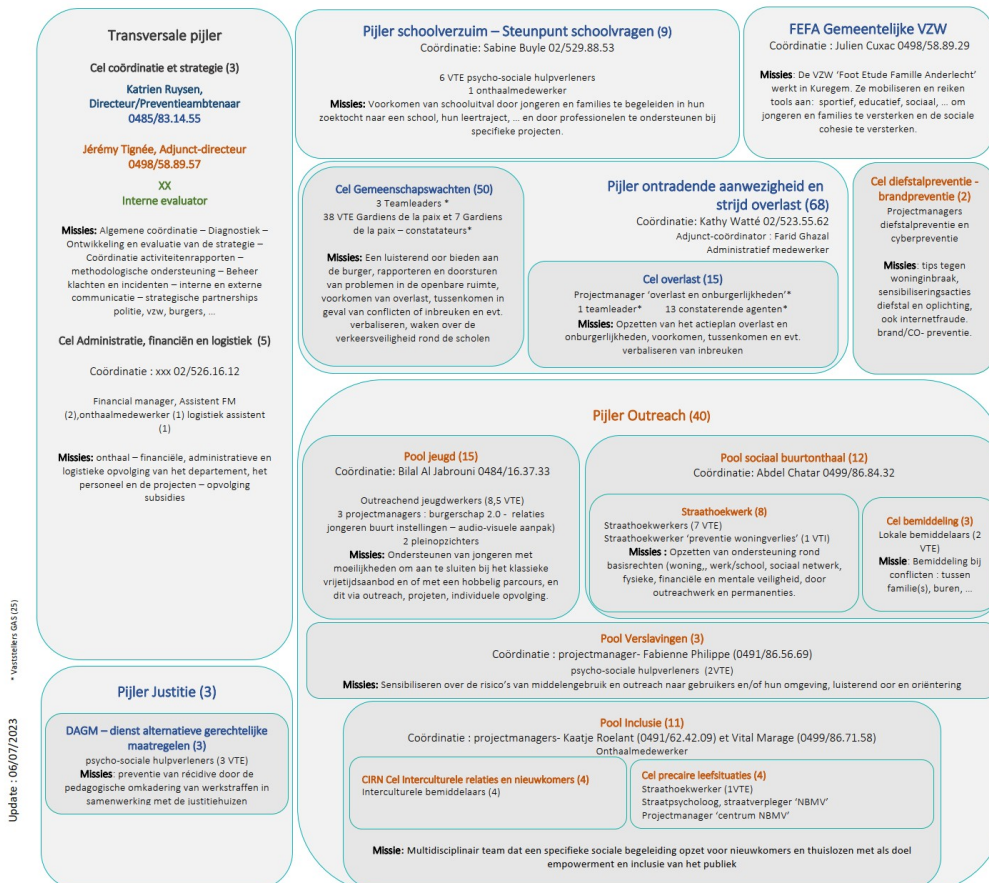 Transversale pijler
Cel coördinatie et strategie (3)
Katrien Ruysen,
Directeur/Preventieambtenaar
0485/83.14.55
Jérémy Tignée, Adjunct-directeur
0498/58.89.57
XX
Interne evaluator
Missies: Algemene coördinatie – Diagnostiek –
Ontwikkeling en evaluatie van de strategie –
Coördinatie activiteitenrapporten –
methodologische ondersteuning – Beheer
klachten en incidenten – interne en externe
communicatie – strategische partnerships
politie, vzw, burgers, ...
Cel Administratie, financiën en logistiek (5)
Coördinatie : xxx 02/526.16.12
Financial manager, Assistent FM
(2),onthaalmedewerker (1) logistiek assistent
(1)
Missies: onthaal – financiële, administratieve en
logistieke opvolging van het departement, het
personeel en de projecten – opvolging
subsidies
Pijler schoolverzuim – Steunpunt schoolvragen (9)
Coördinatie: Sabine Buyle 02/529.88.53
6 VTE psycho-sociale hulpverleners
1 onthaalmedewerker
Missies: Voorkomen van schooluitval door jongeren en families te begeleiden in hun
zoektocht naar een school, hun leertraject, ... en door professionelen te ondersteunen bij
specifieke projecten.
FEFA Gemeentelijke VZW
Coördinatie : Julien Cuxac 0498/58.89.29
Missies: De VZW 'Foot Etude Famille Anderlecht'
werkt in Kuregem. Ze mobiliseren en reiken
tools aan: sportief, educatief, sociaal, ... om
jongeren en families te versterken en de sociale
cohesie te versterken.
Cel Gemeenschapswachten (50)
3 Teamleaders *
38 VTE Gardiens de la paix et 7 Gardiens
de la paix – constatateurs*
Missies: Een luisterend oor bieden aan
de burger, rapporteren en doorsturen
van problemen in de openbare ruimte,
voorkomen van overlast, tussenkomen in
geval van conflicten of inbreuken en evt.
verbaliseren, waken over de
verkeersveiligheid rond de scholen
Pijler ontradende aanwezigheid en
strijd overlast (68)
Coördinatie: Kathy Watté 02/523.55.62
Adjunct-coördinator : Farid Ghazal
Administratief medewerker
Cel overlast (15)
Projectmanager 'overlast en onburgerlijkheden'*
1 teamleader* 13 constaterende agenten*
Missies: Opzetten van het actieplan overlast en
onburgerlijkheden, voorkomen, tussenkomen en evt.
verbaliseren van inbreuken
Cel diefstalpreventie -
brandpreventie (2)
Projectmanagers
diefstalpreventie en
cyberpreventie
Missies: tips tegen
woninginbraak,
sensibiliseringsacties
diefstal en oplichting,
ook internetfraude.
brand/CO- preventie.
Pijler Outreach (40)
Pool jeugd (15)
Coördinatie: Bilal Al Jabrouni 0484/16.37.33
Outreachend jeugdwerkers (8,5 VTE)
3 projectmanagers : burgerschap 2.0 - relaties
jongeren buurt instellingen – audio-visuele aanpak)
2 pleinopzichters
Missies: Ondersteunen van jongeren met
moeilijkheden om aan te sluiten bij het klassieke
vrijetijdsaanbod en of met een hobbelig parcours, en
dit via outreach, projeten, individuele opvolging.
Pool sociaal buurtonthaal (12)
Coördinatie: Abdel Chatar 0499/86.84.32
Straathoekwerk (8)
Straathoekwerkers (7 VTE)
Straathoekwerker 'preventie woningverlies' (1 VTI)
Missies : Opzetten van ondersteuning rond
basisrechten (woning,, werk/school, sociaal netwerk,
fysieke, financiële en mentale veiligheid, door
outreachwerk en permanenties.
Cel bemiddeling (3)
Lokale bemiddelaars (2
VTE)
Missie: Bemiddeling bij
conflicten : tussen
familie(s), buren, ...
Pool Verslavingen (3)
Coördinatie : projectmanager- Fabienne Philippe (0491/86.56.69)
psycho-sociale hulpverleners (2VTE)
Missies: Sensibiliseren over de risico's van middelengebruik en outreach naar gebruikers en/of hun omgeving, luisterend oor en oriëntering
Pool Inclusie (11)
Coördinatie : projectmanagers- Kaatje Roelant (0491/62.42.09) et Vital Marage (0499/86.71.58)
Onthaalmedewerker
CIRN Cel Interculturele relaties en nieuwkomers (4)
Interculturele bemiddelaars (4)
Cel precaire leefsituaties (4)
Straathoekwerker (1VTE)
Straatpsycholoog, straatverpleger 'NBMV'
Projectmanager 'centrum NBMV'
Missie: Multidisciplinair team dat een specifieke sociale begeleiding opzet voor nieuwkomers en thuislozen met als doel
empowerment en inclusie van het publiek
Pijler Justitie (3)
DAGM – dienst alternatieve gerechtelijke
maatregelen (3)
psycho-sociale hulpverleners (3 VTE)
Missies: preventie van récidive door de
pedagogische omkadering van werkstraffen in
samenwerking met de justitiehuizen
* Vaststellers GAS (25)
Update : 06/07/2023